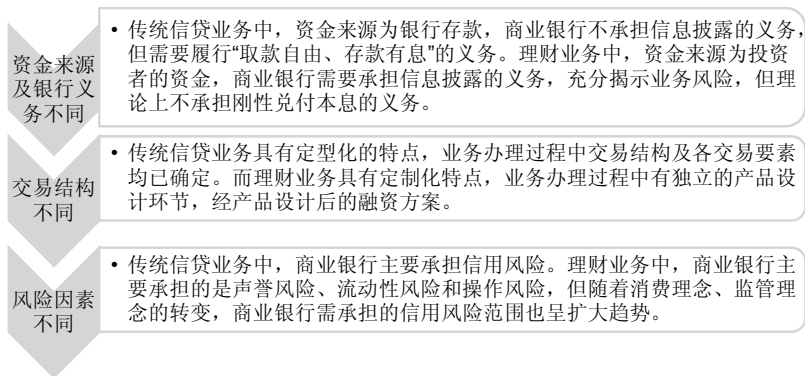 资金来源
及银行义
务不同
• 传统信贷业务中，资金来源为银行存款，商业银行不承担信息披露的义务，
但需要履行“取款自由、存款有息”的义务。理财业务中，资金来源为投资
者的资金，商业银行需要承担信息披露的义务，充分揭示业务风险，但理
论上不承担刚性兑付本息的义务。
交易结构
不同
• 传统信贷业务具有定型化的特点，业务办理过程中交易结构及各交易要素
均已确定。而理财业务具有定制化特点，业务办理过程中有独立的产品设
计环节，经产品设计后的融资方案。
风险因素
不同
• 传统信贷业务中，商业银行主要承担信用风险。理财业务中，商业银行主
要承担的是声誉风险、流动性风险和操作风险，但随着消费理念、监管理
念的转变，商业银行需承担的信用风险范围也呈扩大趋势。